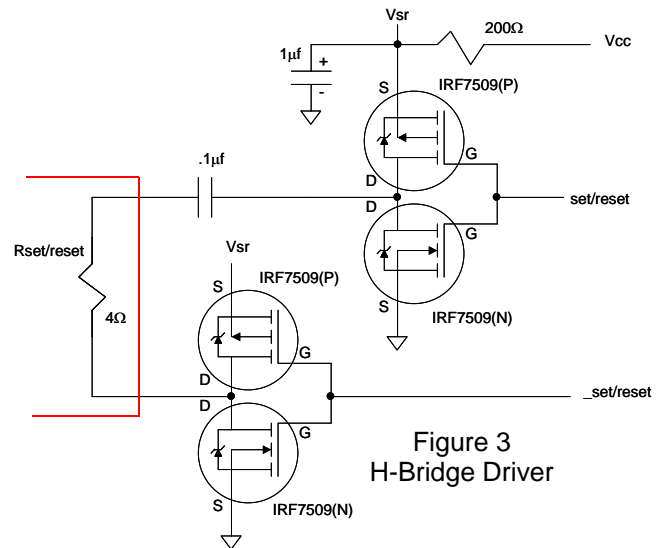 Vsr
200Ω
Vcc
1µf
+
-
S
IRF7509(P)
G
D
.1µf
D
set/reset
G
Rset/reset
Vsr
S
IRF7509(N)
IRF7509(P)
S
4Ω
G
D
D
_set/reset
G
S
IRF7509(N)
Figure 3
H-Bridge Driver